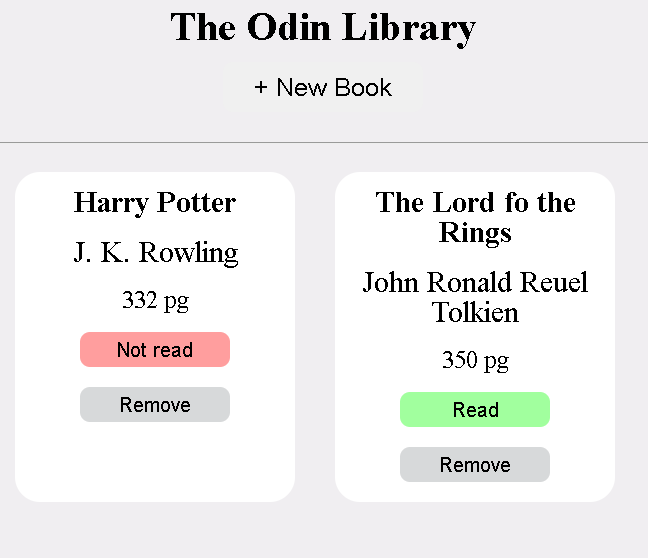 The Odin Library
+ New Book
Harry Potter
J. K. Rowling
332 pg
Not read
Remove
The Lord fo the
Rings
John Ronald Reuel
Tolkien
350 pg
Read
Remove